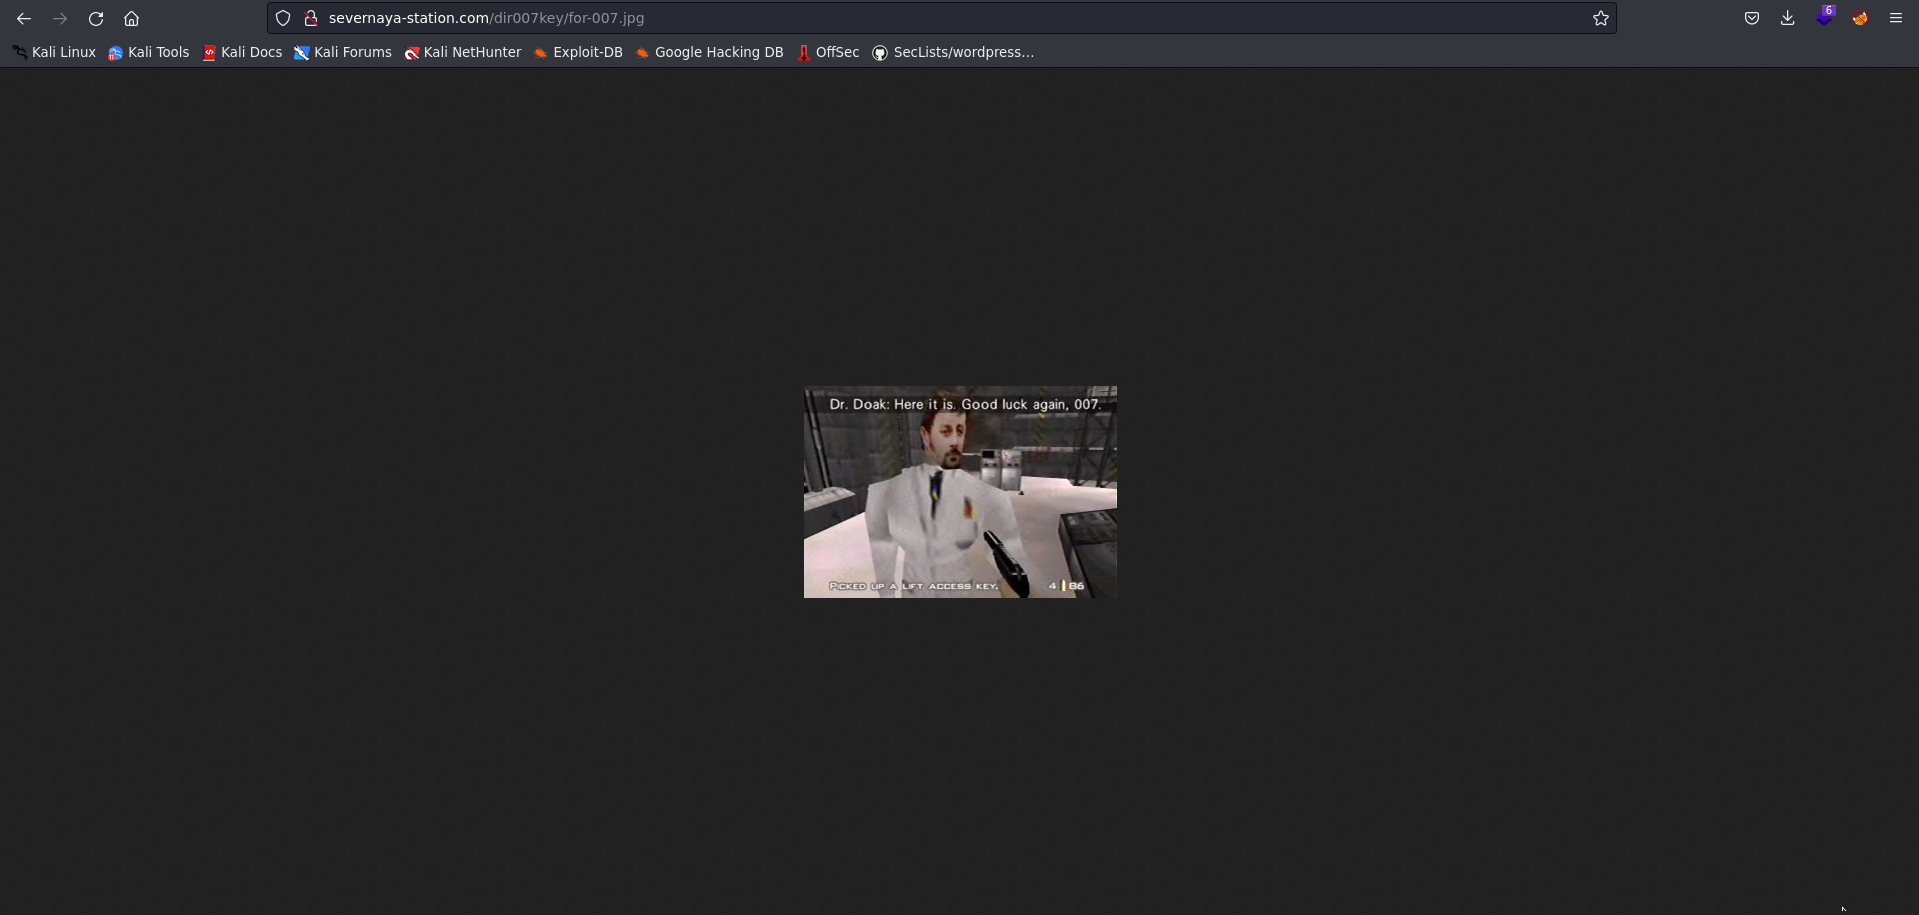 severnaya-station.com/dir007key/for-007.jpg
6
Kali Linux Kali Tools Kali Docs Kali Forums Kali NetHunter Exploit-DB Google Hacking DB OffSec SecLists/wordpress…
Dr. Doak: Here it is. Good luck again, 007.
PICKED UP A LIFT ACCESS KEY.
4 86